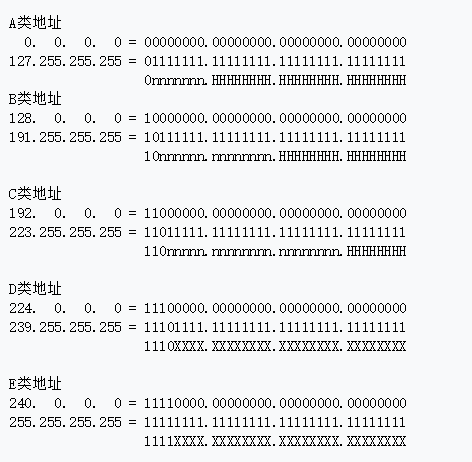 A类地址
  0.  0.  0.  0 = 00000000.00000000.00000000.00000000
127.255.255.255 = 01111111.11111111.11111111.11111111
                  0nnnnnnn.HHHHHHHH.HHHHHHHH.HHHHHHHH
B类地址
128.  0.  0.  0 = 10000000.00000000.00000000.00000000
191.255.255.255 = 10111111.11111111.11111111.11111111
                  10nnnnnn.nnnnnnnn.HHHHHHHH.HHHHHHHH
C类地址
192.  0.  0.  0 = 11000000.00000000.00000000.00000000
223.255.255.255 = 11011111.11111111.11111111.11111111
                  110nnnnn.nnnnnnnn.nnnnnnnn.HHHHHHHH
D类地址
224.  0.  0.  0 = 11100000.00000000.00000000.00000000
239.255.255.255 = 11101111.11111111.11111111.11111111
                  1110XXXX.XXXXXXXX.XXXXXXXX.XXXXXXXX
E类地址
240.  0.  0.  0 = 11110000.00000000.00000000.00000000
255.255.255.255 = 11111111.11111111.11111111.11111111
                  1111XXXX.XXXXXXXX.XXXXXXXX.XXXXXXXX